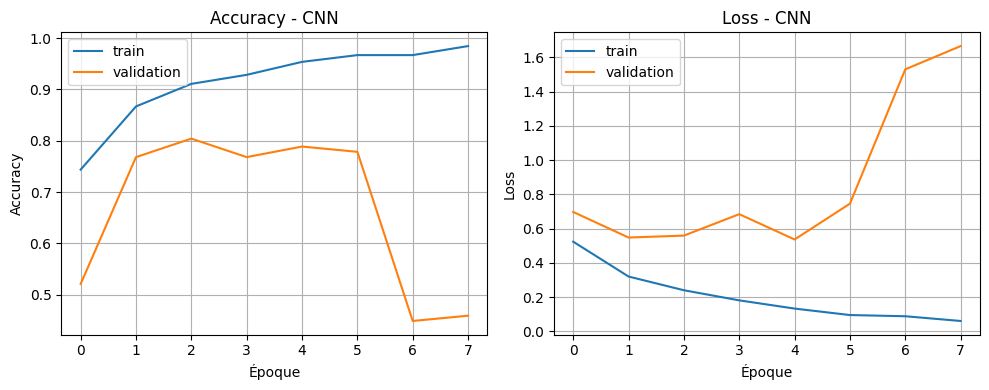 Accuracy - CNN
train
validation
1.0
0.9
0.8
0.7
0.6
0.5
Accuracy
0 1 2 3 4 5 6 7
Époque
Loss - CNN
train
validation
1.6
1.4
1.2
1.0
0.8
0.6
0.4
0.2
0.0
Loss
0 1 2 3 4 5 6 7
Époque